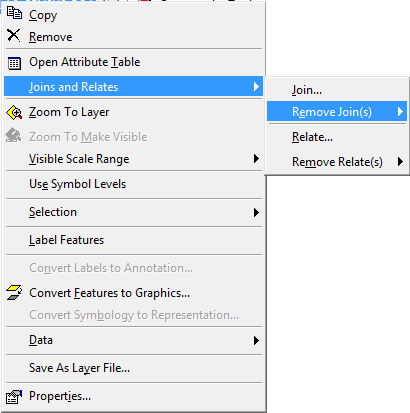 Copy
Remove
Open Attribute Table
Joins and Relates
Zoom To Layer
Zoom To Make Visible
Visible Scale Range
Use Symbol Levels
Selection
Label Features
Convert Labels to Annotation...
Convert Features to Graphics...
Convert Symbology to Representation...
Data
Save As Layer File...
Properties...
Join...
Remove Join(s)
Relate...
Remove Relate(s)